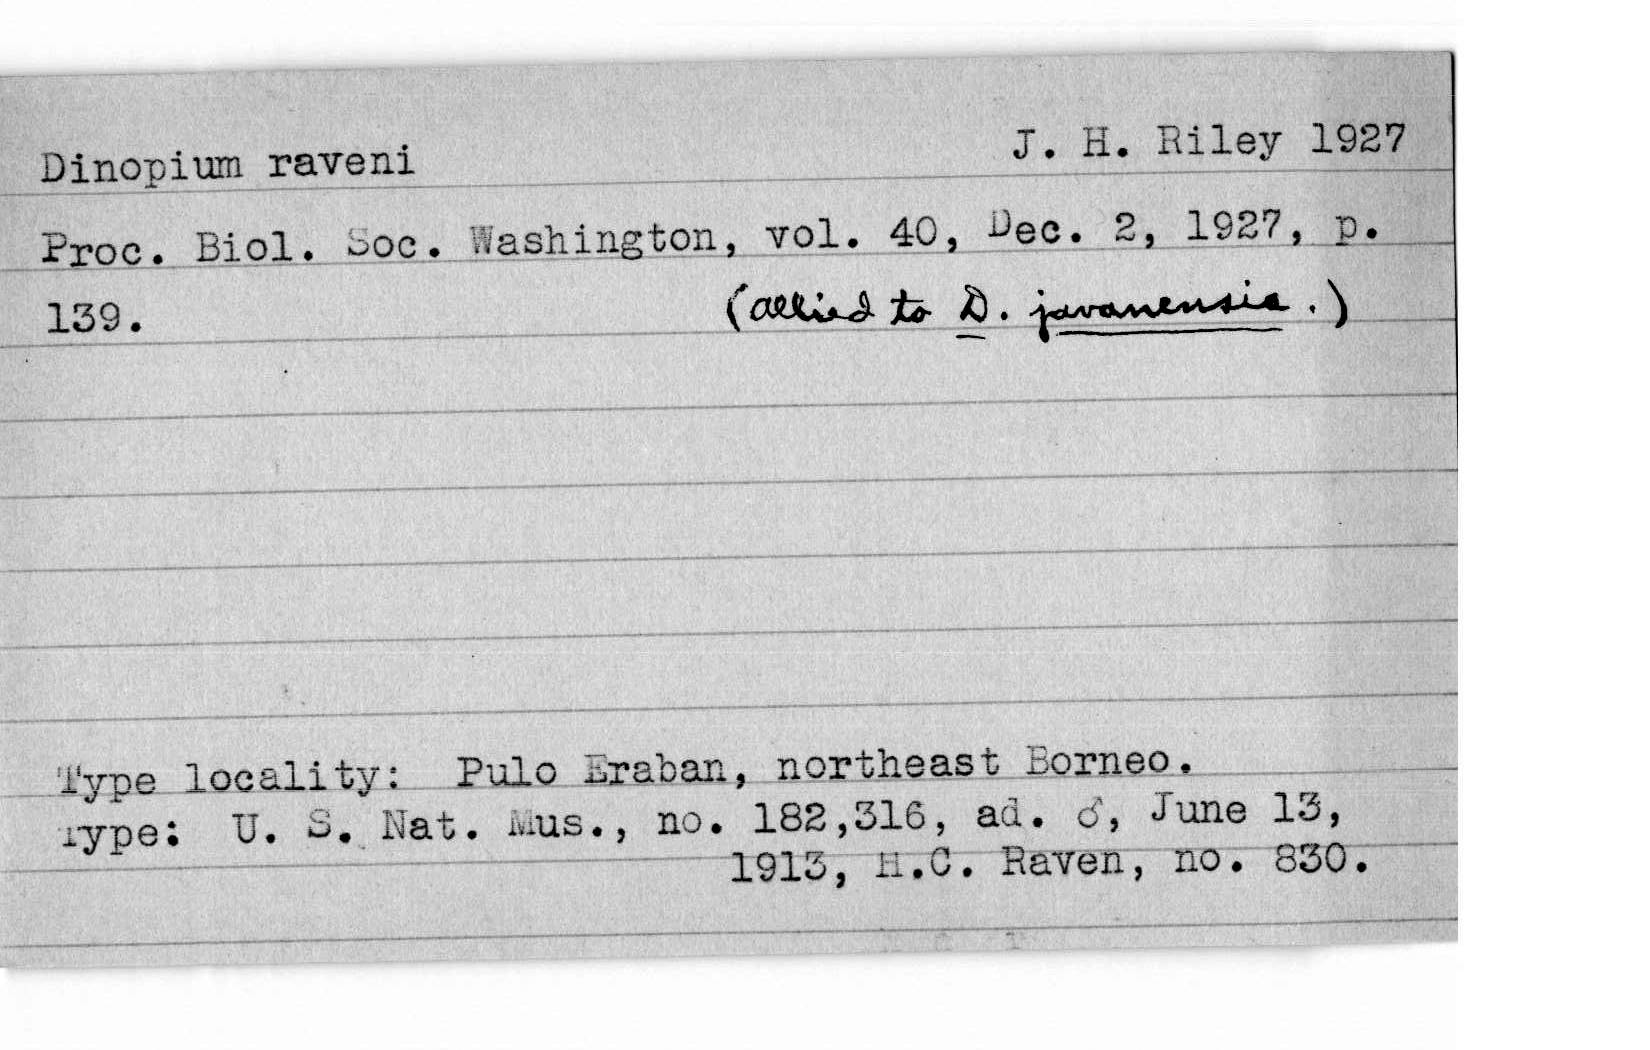 Dinopium raveni J. H. Riley 1927
Proc. Biol. Soc. Washington, vol. 40, Dec. 2, 1927, p.
139. (allied to D. javanensis.)
Type locality: Pulo Eraban, northeast Borneo.
Type: U. S. Nat. Mus., no. 182,316, ad. ♂, June 13,
1913, H.C. Raven, no. 830.